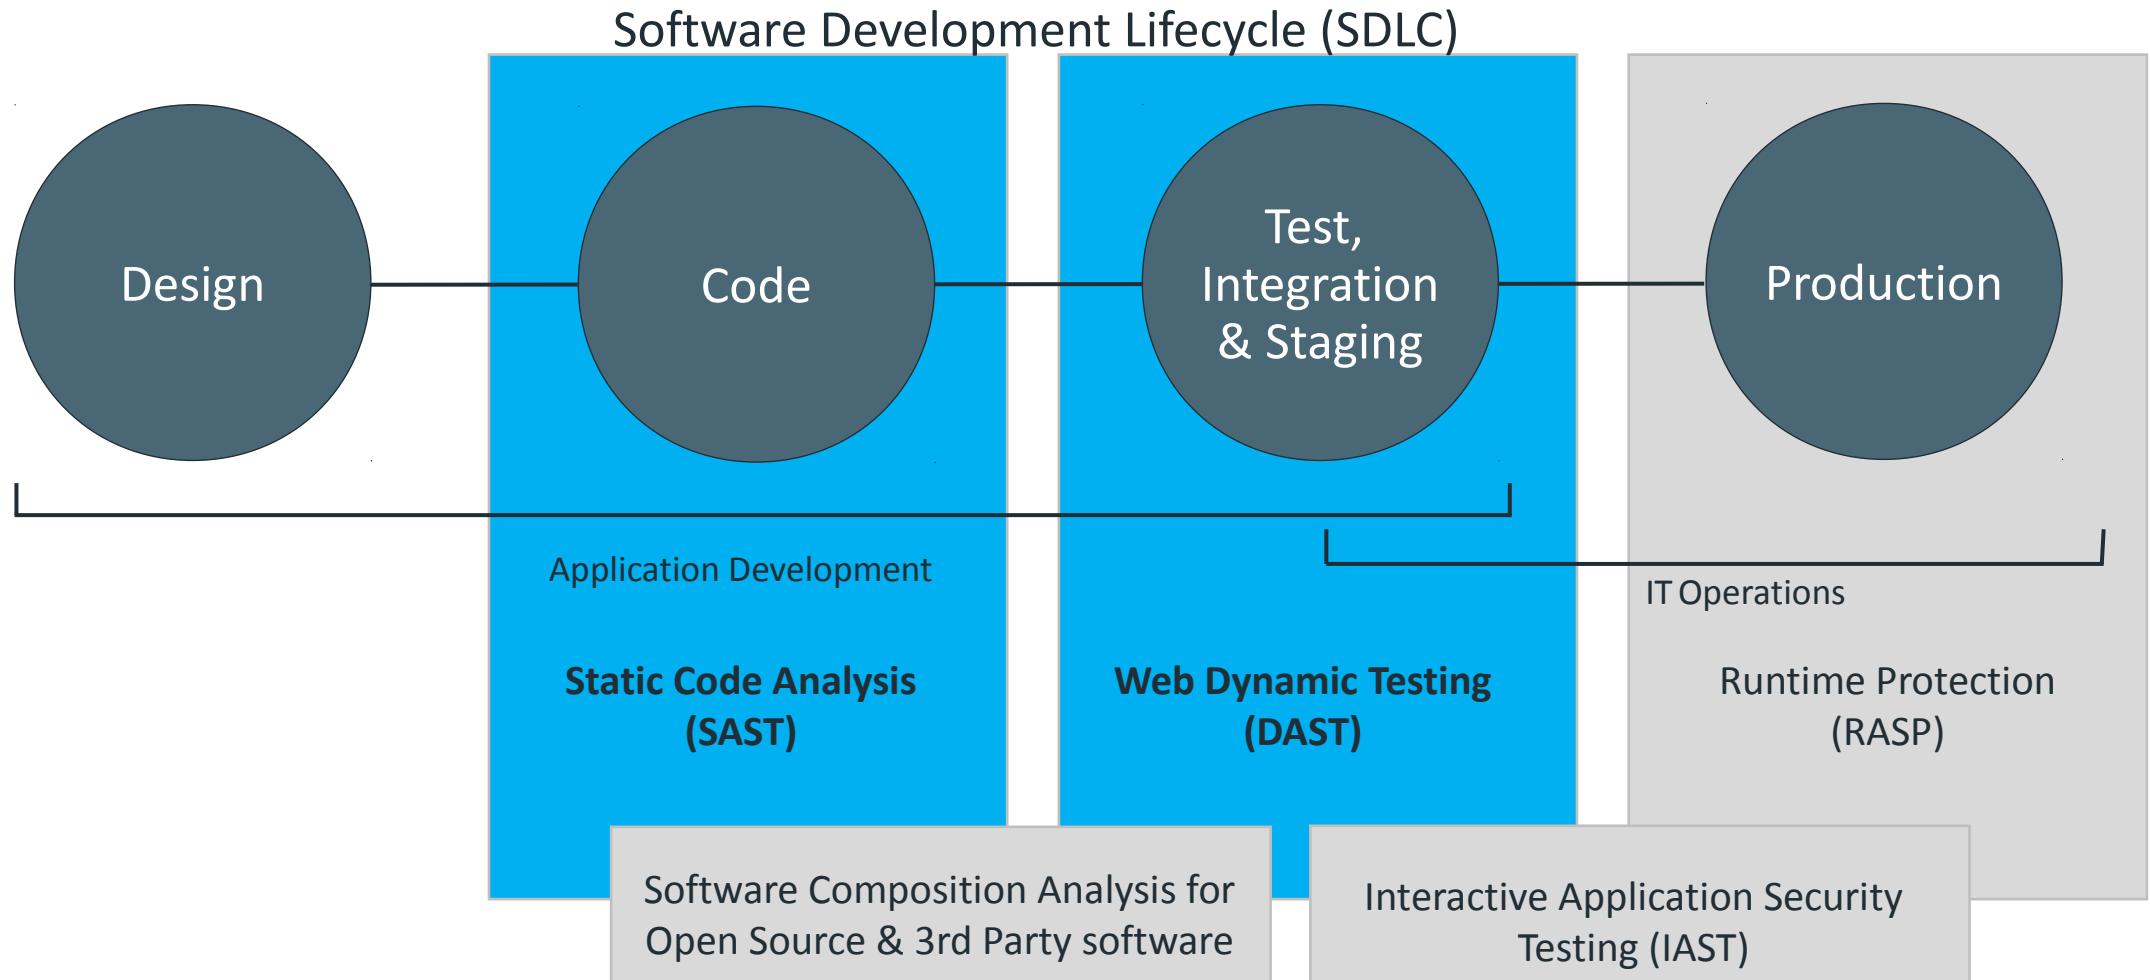 Software Development Lifecycle (SDLC)
Design
Code
Test,
Integration
& Staging
Production
Application Development
IT Operations
Static Code Analysis
(SAST)
Web Dynamic Testing
(DAST)
Runtime Protection
(RASP)
Software Composition Analysis for
Open Source & 3rd Party software
Interactive Application Security
Testing (IAST)